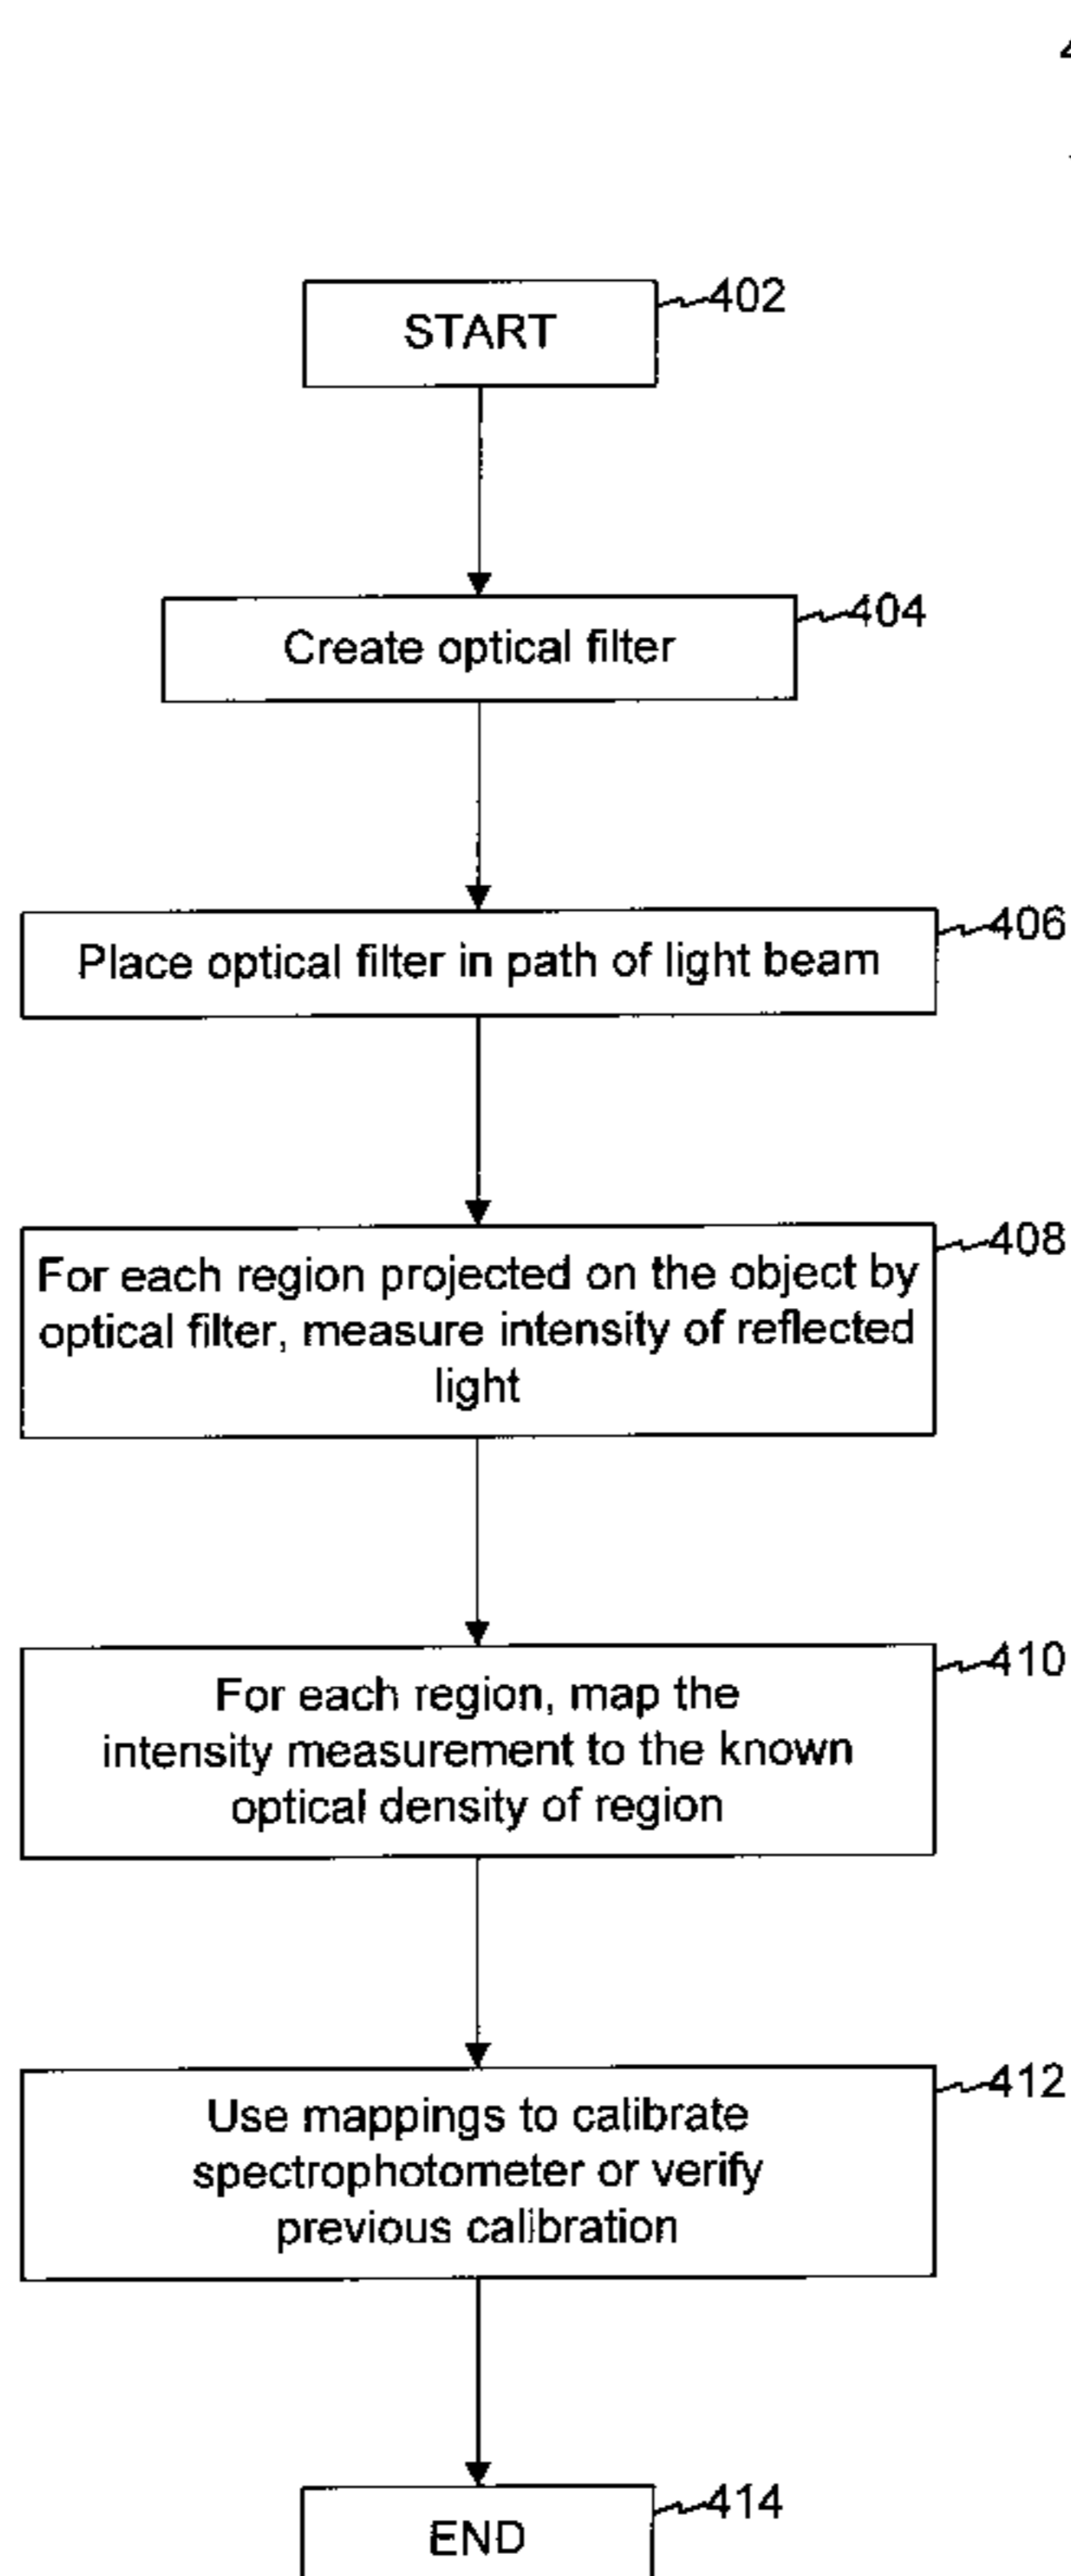 402
START
404
Create optical filter
406
Place optical filter in path of light beam
408
For each region projected on the object by
optical filter, measure intensity of reflected
light
410
For each region, map the
intensity measurement to the known
optical density of region
412
Use mappings to calibrate
spectrophotometer or verify
previous calibration
414
END